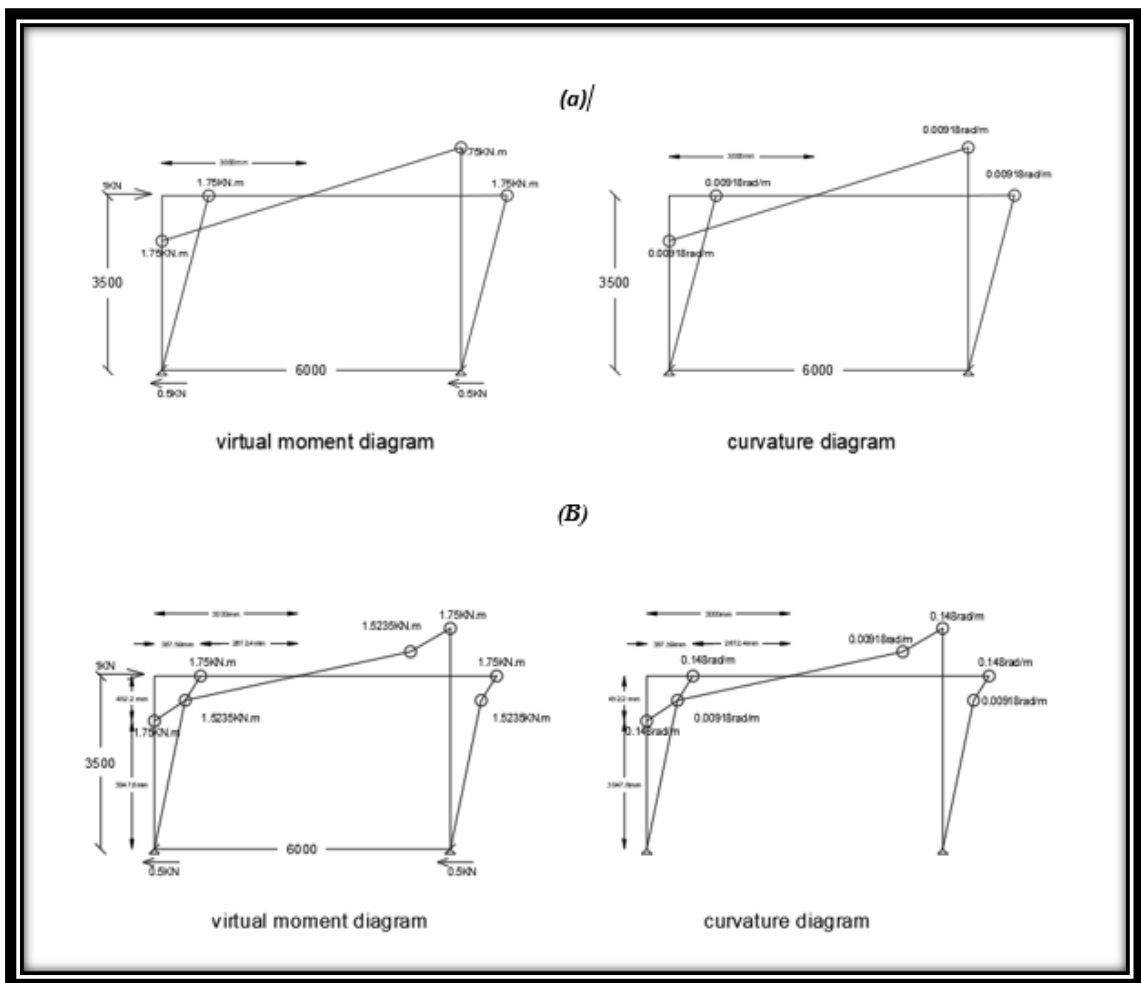 (a)
0.00918rad/m
1.75KN.m
3000mm
3000mm
1KN
1.75KN.m
1.75KN.m
0.00918rad/m
0.00918rad/m
1.75KN.m
0.00918rad/m
3500
3500
6000
6000
0.5KN
0.5KN
virtual moment diagram
curvature diagram
(B)
3000mm
1.75KN.m
3000mm
0.148rad/m
1.5235KN.m
0.00918rad/m
1KN
1.75KN.m
1.75KN.m
0.148rad/m
0.148rad/m
1.5235KN.m
1.5235KN.m
0.00918rad/m
0.00918rad/m
1.75KN.m
0.148rad/m
3500
6000
0.5KN
0.5KN
virtual moment diagram
curvature diagram